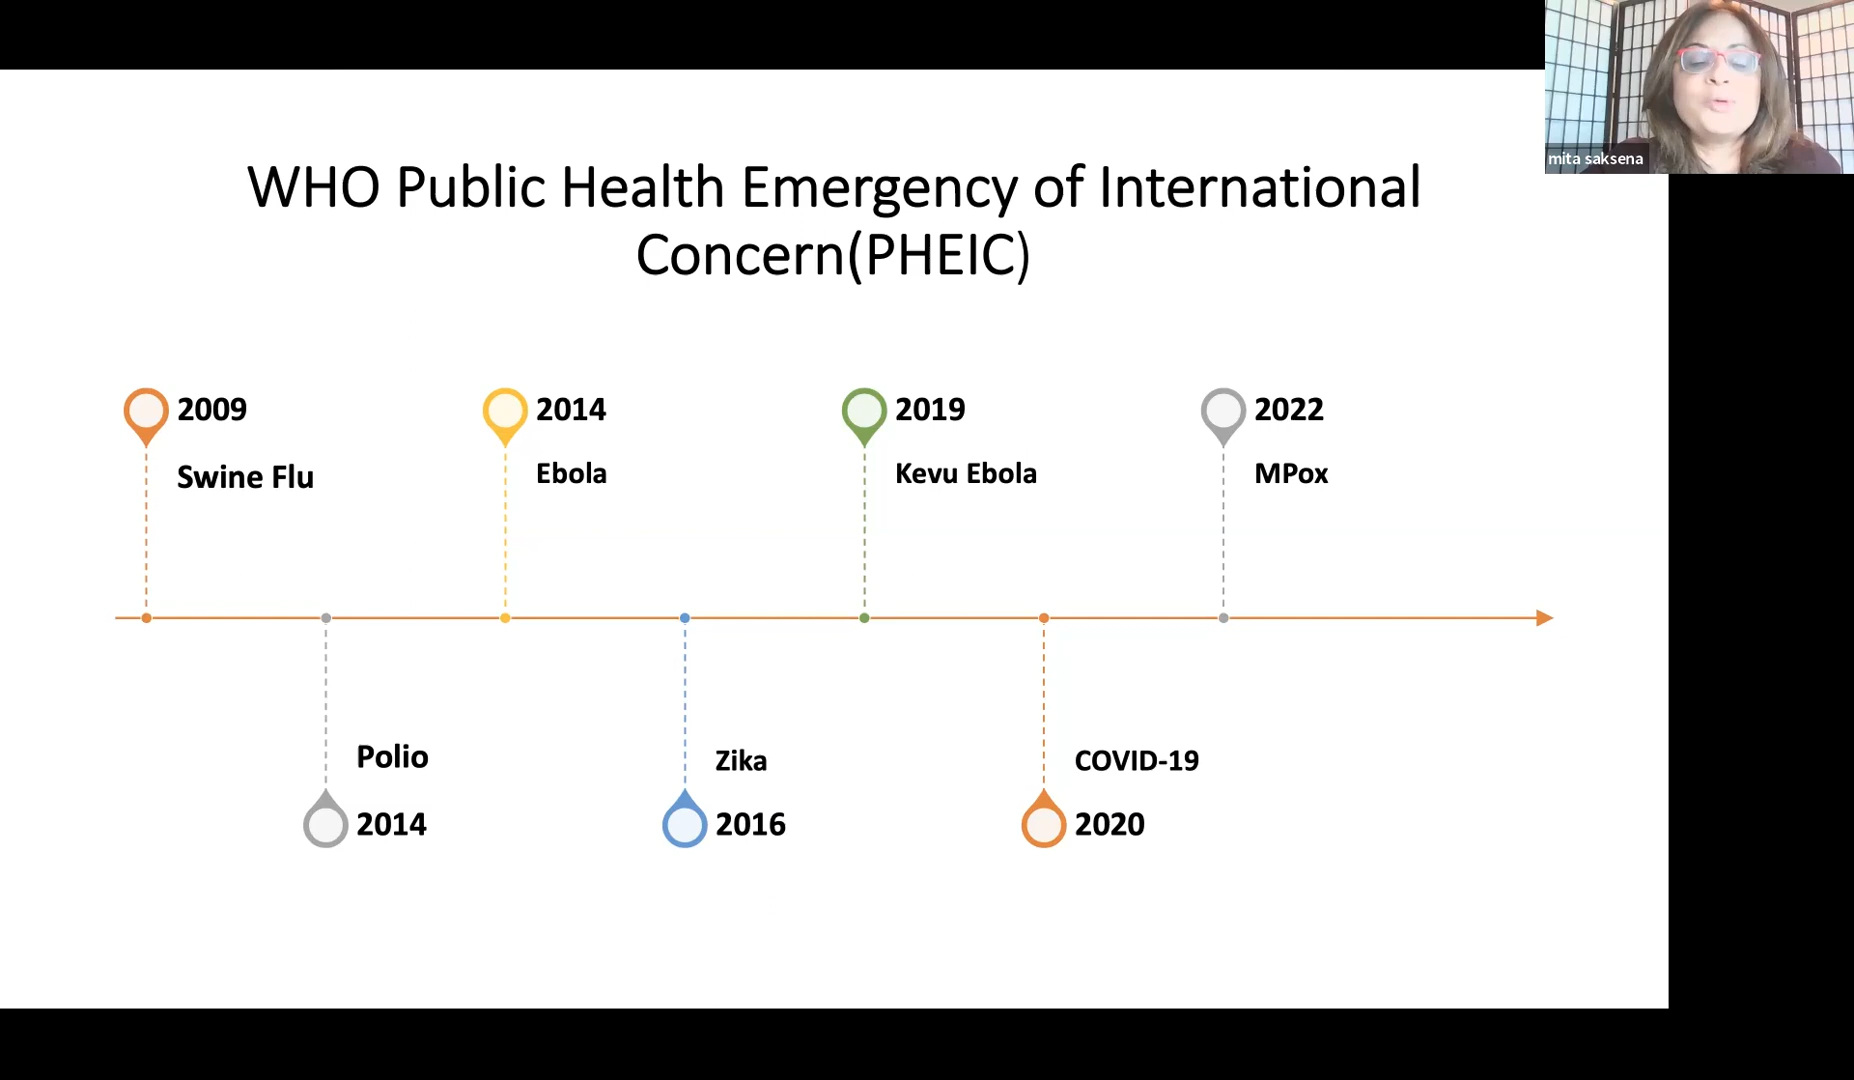 mita saksena
WHO Public Health Emergency of International
Concern(PHEIC)
2009
Swine Flu
2014
Ebola
2019
Kevu Ebola
2022
MPox
Polio
2014
Zika
2016
COVID-19
2020